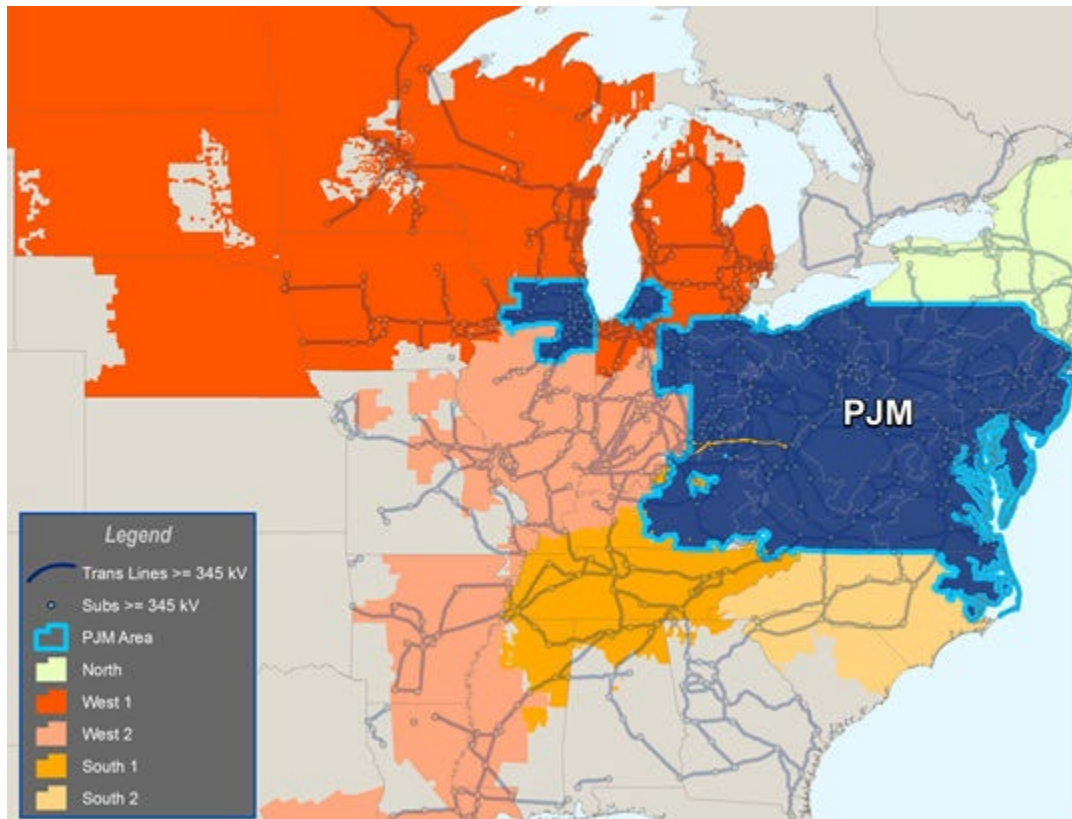 PJM
Legend
Trans Lines >= 345 kV
Subs >= 345 kV
PJM Area
North
West 1
West 2
South 1
South 2